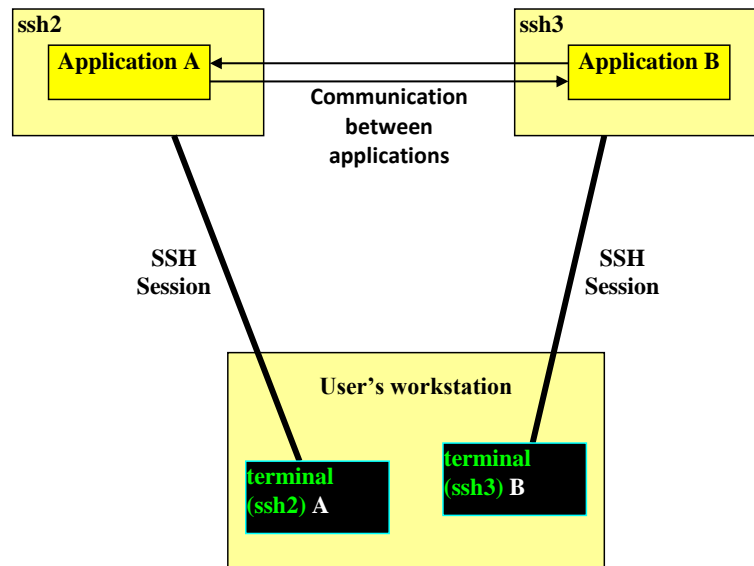 ssh2
Application A
ssh3
Application B
Communication
between
applications
SSH
Session
SSH
Session
User's workstation
terminal
(ssh2) A
terminal
(ssh3) B